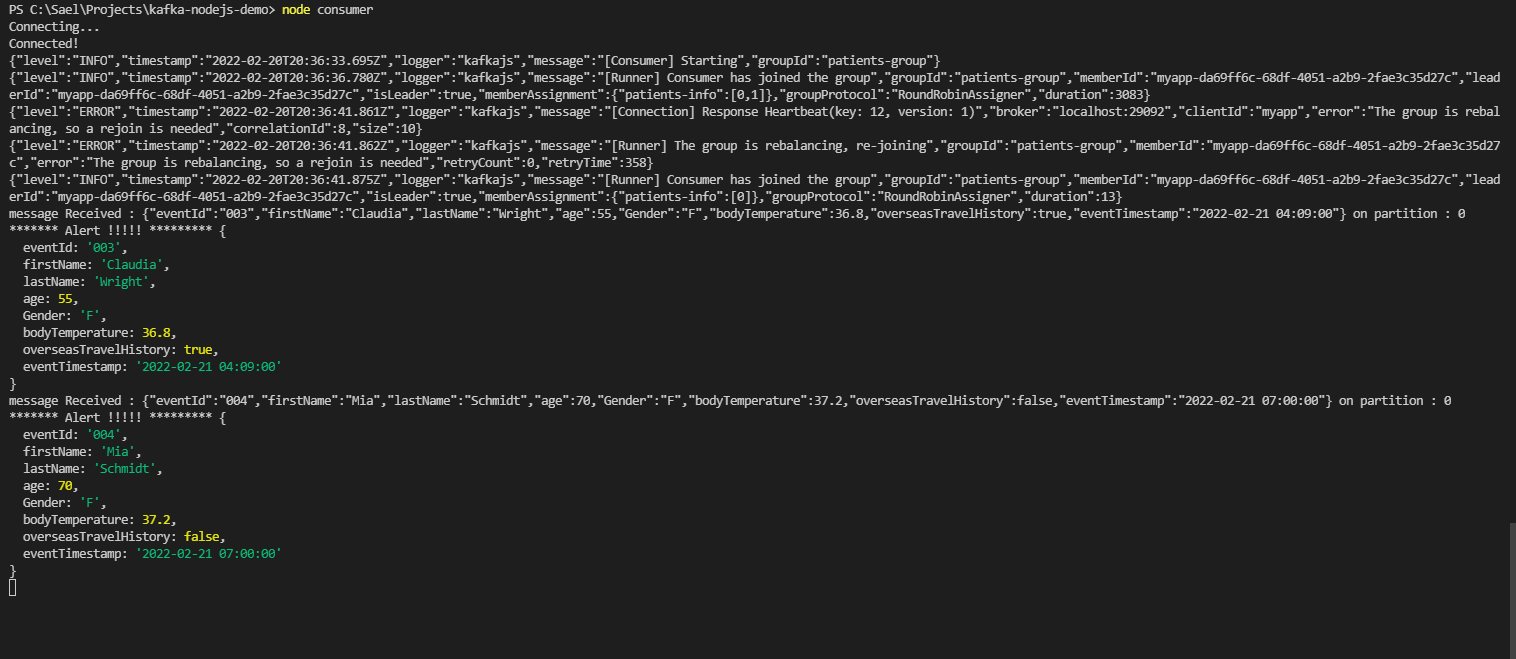 PS C:\Sael\Projects\kafka-nodejs-demo> node consumer
Connecting...
Connected!
{"level":"INFO","timestamp":"2022-02-20T20:36:33.695Z","logger":"kafkajs","message":"[Consumer] Starting","groupId":"patients-group"}
{"level":"INFO","timestamp":"2022-02-20T20:36:36.780Z","logger":"kafkajs","message":"[Runner] Consumer has joined the group","groupId":"patients-group","memberId":"myapp-da69ff6c-68df-4051-a2b9-2fae3c35d27c","lead
erId":"myapp-da69ff6c-68df-4051-a2b9-2fae3c35d27c","isLeader":true,"memberAssignment":{"patients-info":[0,1]},"groupProtocol":"RoundRobinAssigner","duration":3083}
{"level":"ERROR","timestamp":"2022-02-20T20:36:41.861Z","logger":"kafkajs","message":"[Connection] Response Heartbeat(key: 12, version: 1)","broker":"localhost:29092","clientId":"myapp","error":"The group is rebal
ancing, so a rejoin is needed","correlationId":8,"size":10}
{"level":"ERROR","timestamp":"2022-02-20T20:36:41.862Z","logger":"kafkajs","message":"[Runner] The group is rebalancing, re-joining","groupId":"patients-group","memberId":"myapp-da69ff6c-68df-4051-a2b9-2fae3c35d27
c","error":"The group is rebalancing, so a rejoin is needed","retryCount":0,"retryTime":358}
{"level":"INFO","timestamp":"2022-02-20T20:36:41.875Z","logger":"kafkajs","message":"[Runner] Consumer has joined the group","groupId":"patients-group","memberId":"myapp-da69ff6c-68df-4051-a2b9-2fae3c35d27c","lead
erId":"myapp-da69ff6c-68df-4051-a2b9-2fae3c35d27c","isLeader":true,"memberAssignment":{"patients-info":[0]},"groupProtocol":"RoundRobinAssigner","duration":13}
message Received : {"eventId":"003","firstName":"Claudia","lastName":"Wright","age":55,"Gender":"F","bodyTemperature":36.8,"overseasTravelHistory":true,"eventTimestamp":"2022-02-21 04:09:00"} on partition : 0
******* Alert !!!!! ********* {
  eventId: '003',
  firstName: 'Claudia',
  lastName: 'Wright',
  age: 55,
  Gender: 'F',
  bodyTemperature: 36.8,
  overseasTravelHistory: true,
  eventTimestamp: '2022-02-21 04:09:00'
}
message Received : {"eventId":"004","firstName":"Mia","lastName":"Schmidt","age":70,"Gender":"F","bodyTemperature":37.2,"overseasTravelHistory":false,"eventTimestamp":"2022-02-21 07:00:00"} on partition : 0
******* Alert !!!!! ********* {
  eventId: '004',
  firstName: 'Mia',
  lastName: 'Schmidt',
  age: 70,
  Gender: 'F',
  bodyTemperature: 37.2,
  overseasTravelHistory: false,
  eventTimestamp: '2022-02-21 07:00:00'
}